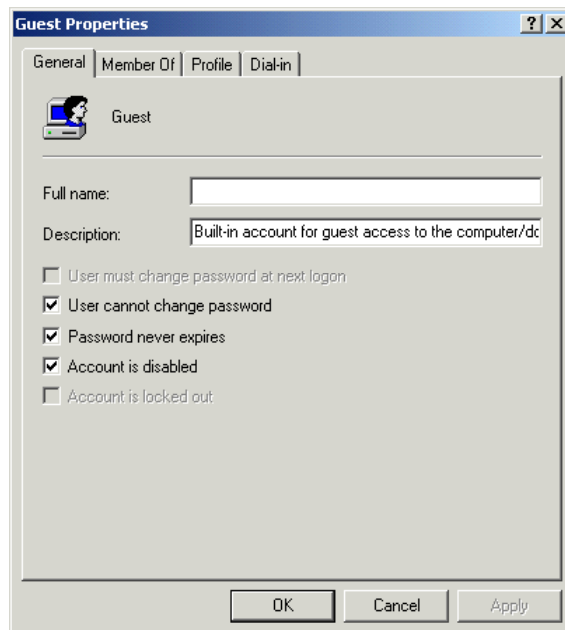 Guest Properties
General Member Of Profile Dial-in
Guest
Full name:
Description: Built-in account for guest access to the computer/dc
User must change password at next logon
User cannot change password
Password never expires
Account is disabled
Account is locked out
OK Cancel Apply